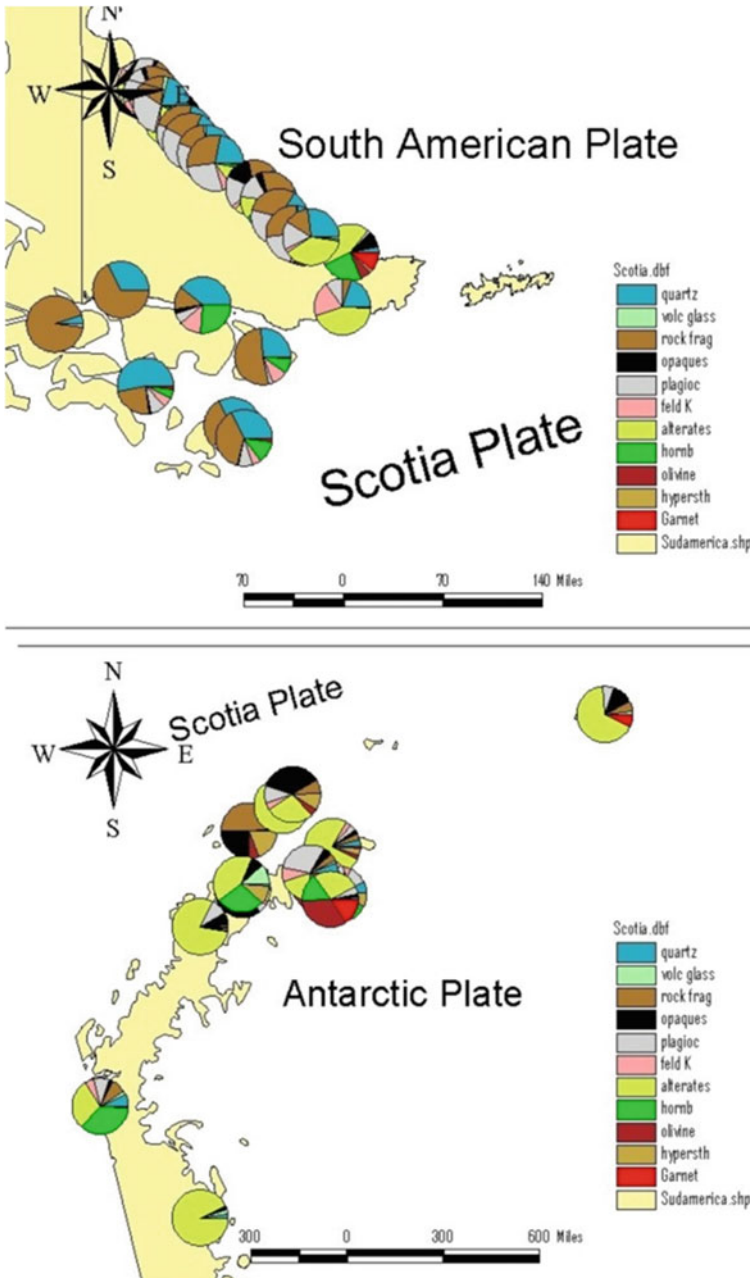 N
W
E
S
South American Plate
Scotia Plate
Scotia.dbf
quartz
volc glass
rock frag
opaques
plagioc
feld K
alterates
hornb
olivine
hypersth
Garnet
Sudamerica.shp
70 0 70 140 Miles
N
W
E
S
Scotia Plate
Antarctic Plate
Scotia.dbf
quartz
volc glass
rock frag
opaques
plagioc
feld K
alterates
hornb
olivine
hypersth
Garnet
Sudamerica.shp
300 0 300 600 Miles